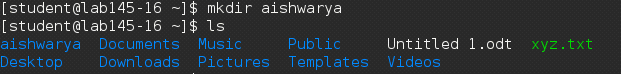 [student@lab145-16 ~]$ mkdir aishwarya
[student@lab145-16 ~]$ ls
aishwarya  Documents  Music     Public     Untitled 1.odt  xyz.txt
Desktop    Downloads  Pictures  Templates  Videos